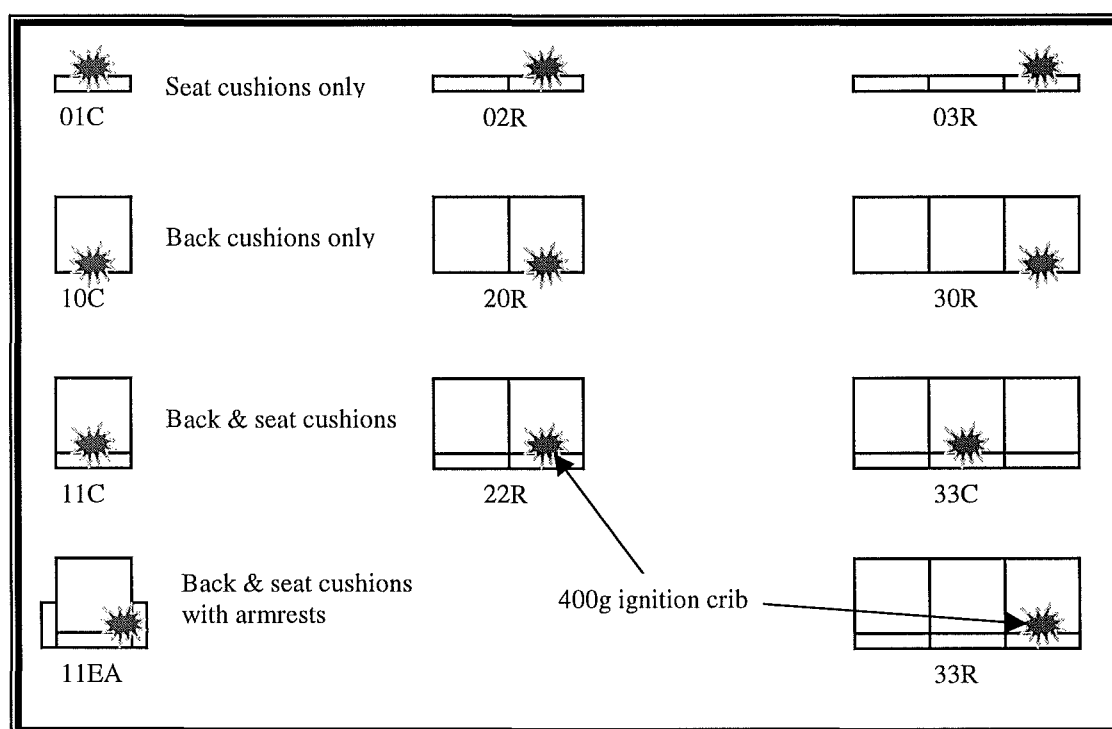 Seat cushions only
01C
02R
03R
Back cushions only
10C
20R
30R
Back & seat cushions
11C
22R
33C
Back & seat cushions
with armrests
400g ignition crib
11EA
33R